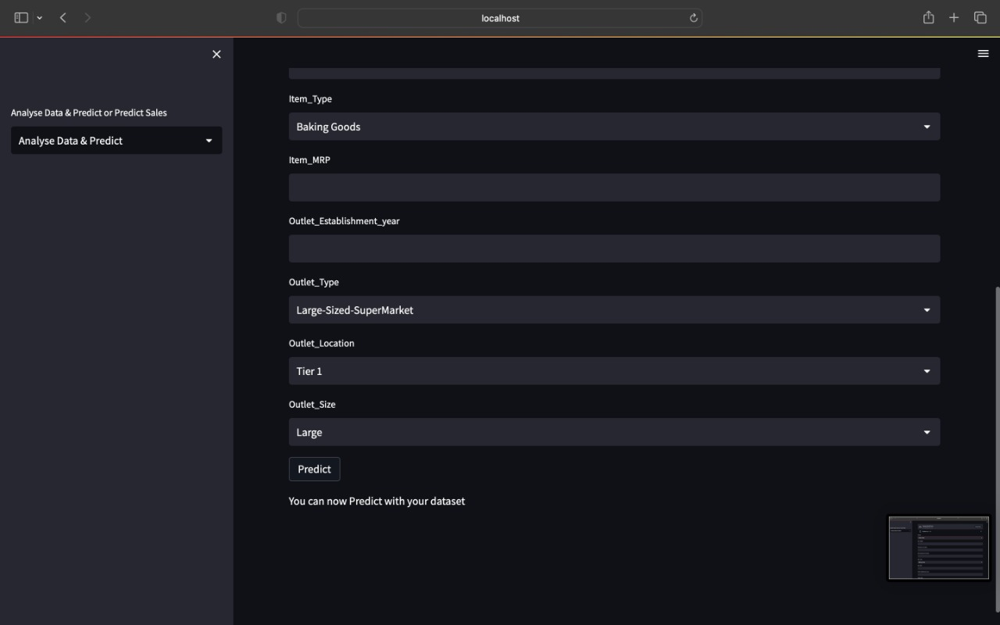 localhost
Analyse Data & Predict or Predict Sales
Analyse Data & Predict
Item_Type
Baking Goods
Item_MRP
Outlet_Establishment_year
Outlet_Type
Large-Sized-SuperMarket
Outlet_Location
Tier 1
Outlet_Size
Large
Predict
You can now Predict with your dataset